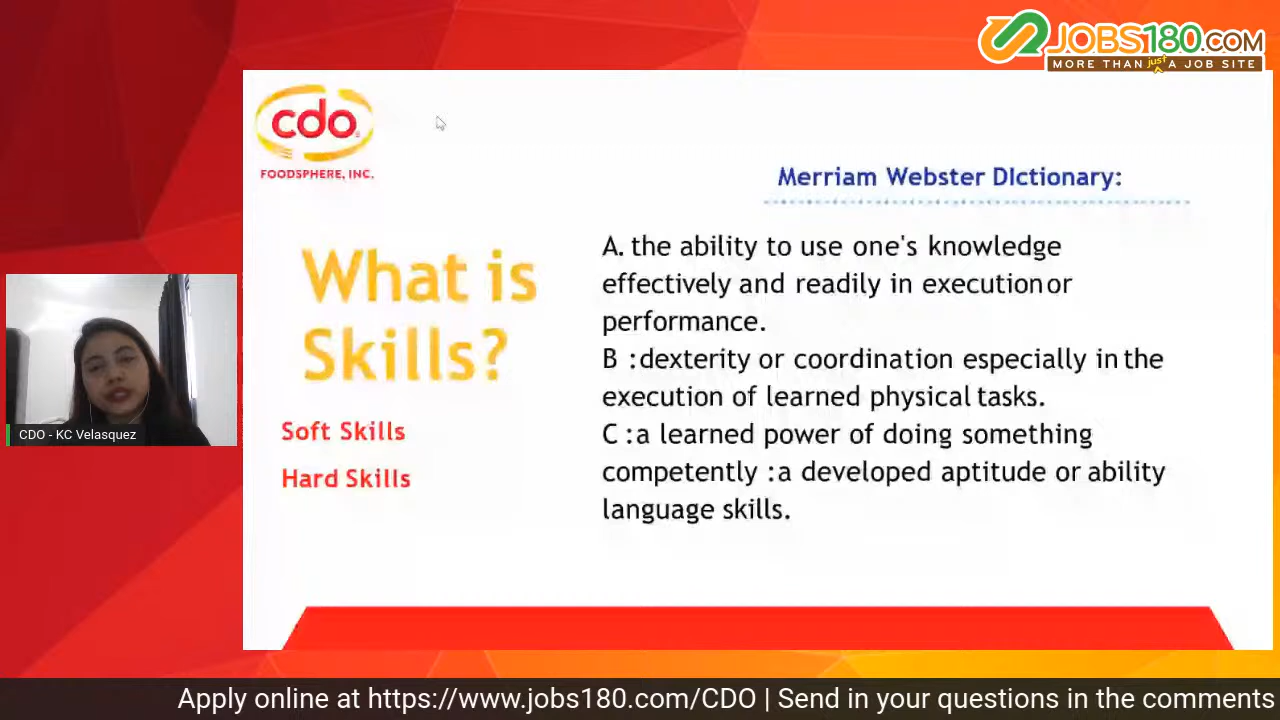 JOBS180.COM
MORE THAN just A JOB SITE
cdo
FOODSPHERE, INC.
Merriam Webster DIctionary:
What is
Skills?
Soft Skills
Hard Skills
A. the ability to use one's knowledge
effectively and readily in execution or
performance.
B : dexterity or coordination especially in the
execution of learned physical tasks.
C : a learned power of doing something
competently : a developed aptitude or ability
language skills.
CDO - KC Velasquez
Apply online at https://www.jobs180.com/CDO | Send in your questions in the comments